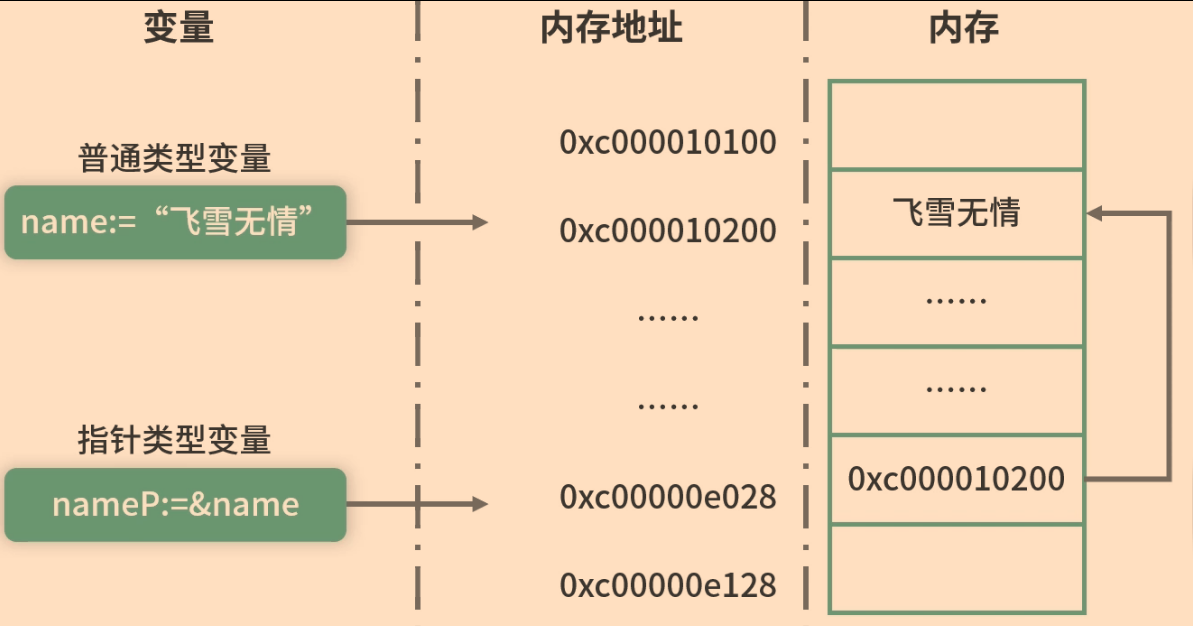 变量
内存地址
内存
普通类型变量
name:=“飞雪无情”
指针类型变量
nameP:=&name
0xc000010100
0xc000010200
······
······
0xc00000e028
0xc00000e128
飞雪无情
······
······
0xc000010200